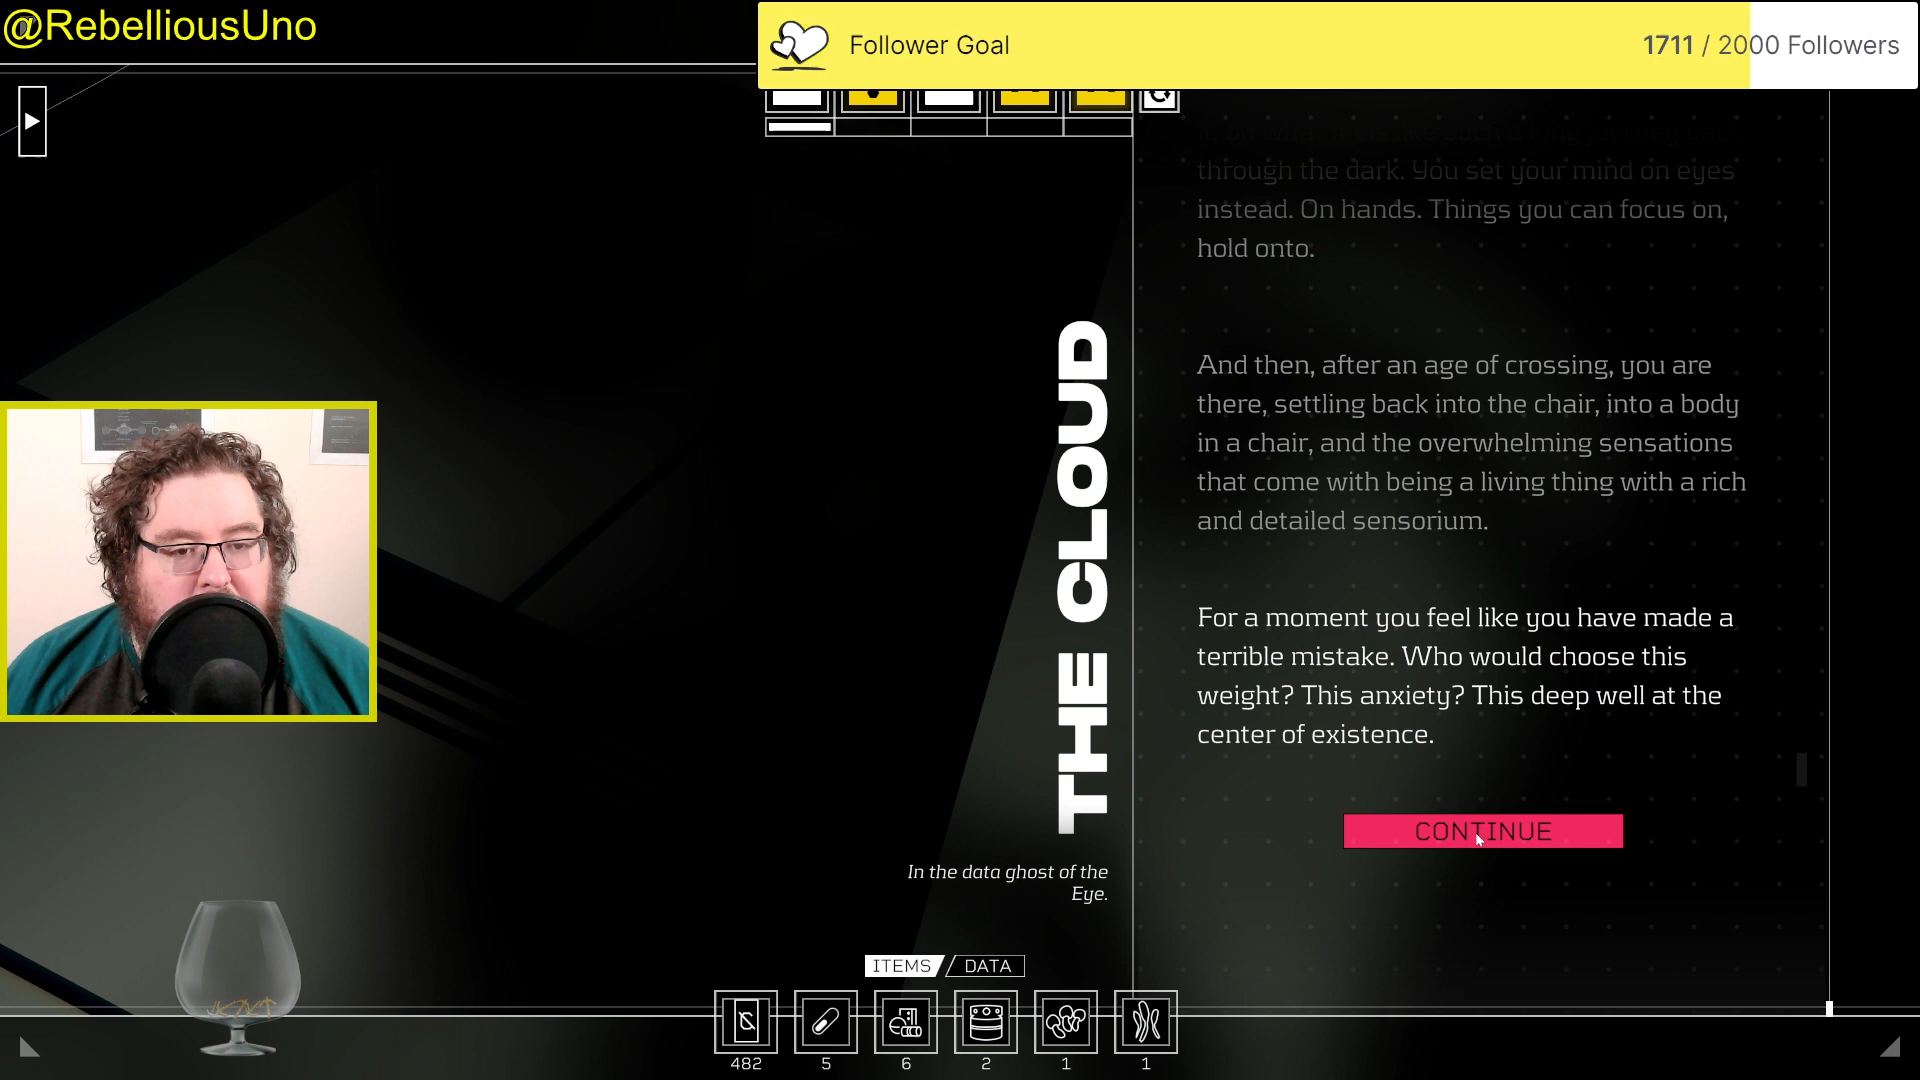 @RebelliousUno
Follower Goal
1711 / 2000 Followers
through the dark. You set your mind on eyes
instead. On hands. Things you can focus on,
hold onto.
And then, after an age of crossing, you are
there, settling back into the chair, into a body
in a chair, and the overwhelming sensations
that come with being a living thing with a rich
and detailed sensorium.
For a moment you feel like you have made a
terrible mistake. Who would choose this
weight? This anxiety? This deep well at the
center of existence.
CONTINUE
THE CLOUD
In the data ghost of the
Eye.
ITEMS / DATA
482 5 6 2 1 1